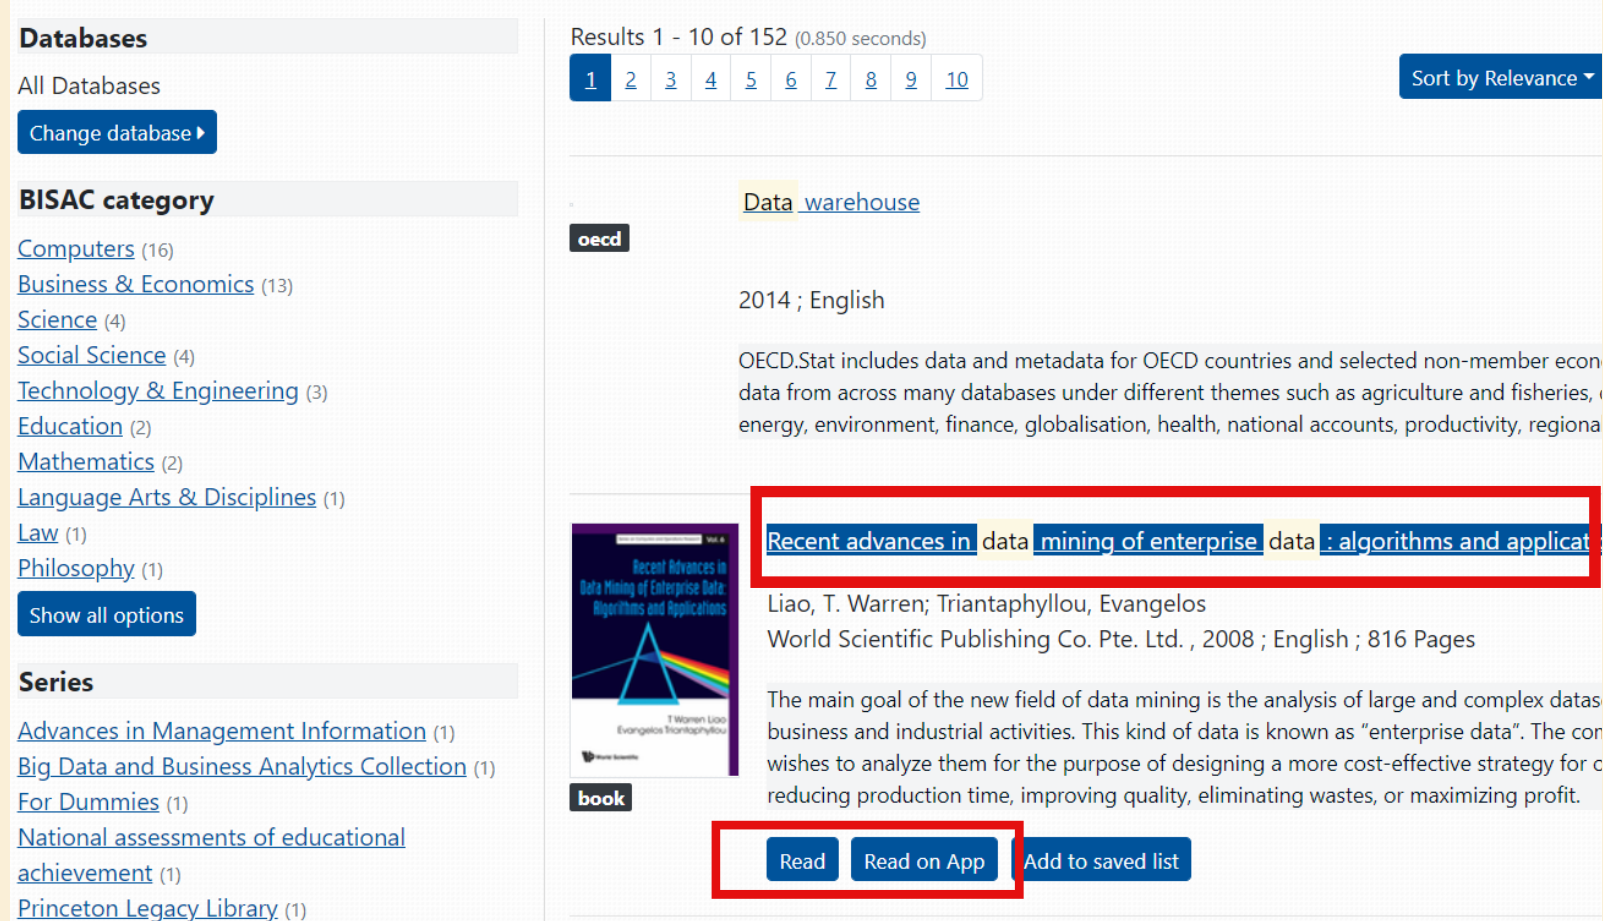 Databases
All Databases
Change database
BISAC category
Computers (16)
Business & Economics (13)
Science (4)
Social Science (4)
Technology & Engineering (3)
Education (2)
Mathematics (2)
Language Arts & Disciplines (1)
Law (1)
Philosophy (1)
Show all options
Series
Advances in Management Information (1)
Big Data and Business Analytics Collection (1)
For Dummies (1)
National assessments of educational
achievement (1)
Princeton Legacy Library (1)
Results 1 - 10 of 152 (0.850 seconds)
1 2 3 4 5 6 7 8 9 10
Sort by Relevance
Data warehouse
oecd
2014 ; English
OECD.Stat includes data and metadata for OECD countries and selected non-member econ
data from across many databases under different themes such as agriculture and fisheries,
energy, environment, finance, globalisation, health, national accounts, productivity, regiona
Vol. 6
Recent Advances in
Data Mining of Enterprise Data:
Algorithms and Applications
T Warren Liao
Evangelos Triantaphyllou
World Scientific
book
Recent advances in data mining of enterprise data : algorithms and applicat
Liao, T. Warren; Triantaphyllou, Evangelos
World Scientific Publishing Co. Pte. Ltd. , 2008 ; English ; 816 Pages
The main goal of the new field of data mining is the analysis of large and complex datas
business and industrial activities. This kind of data is known as “enterprise data”. The con
wishes to analyze them for the purpose of designing a more cost-effective strategy for
reducing production time, improving quality, eliminating wastes, or maximizing profit.
Read
Read on App
Add to saved list